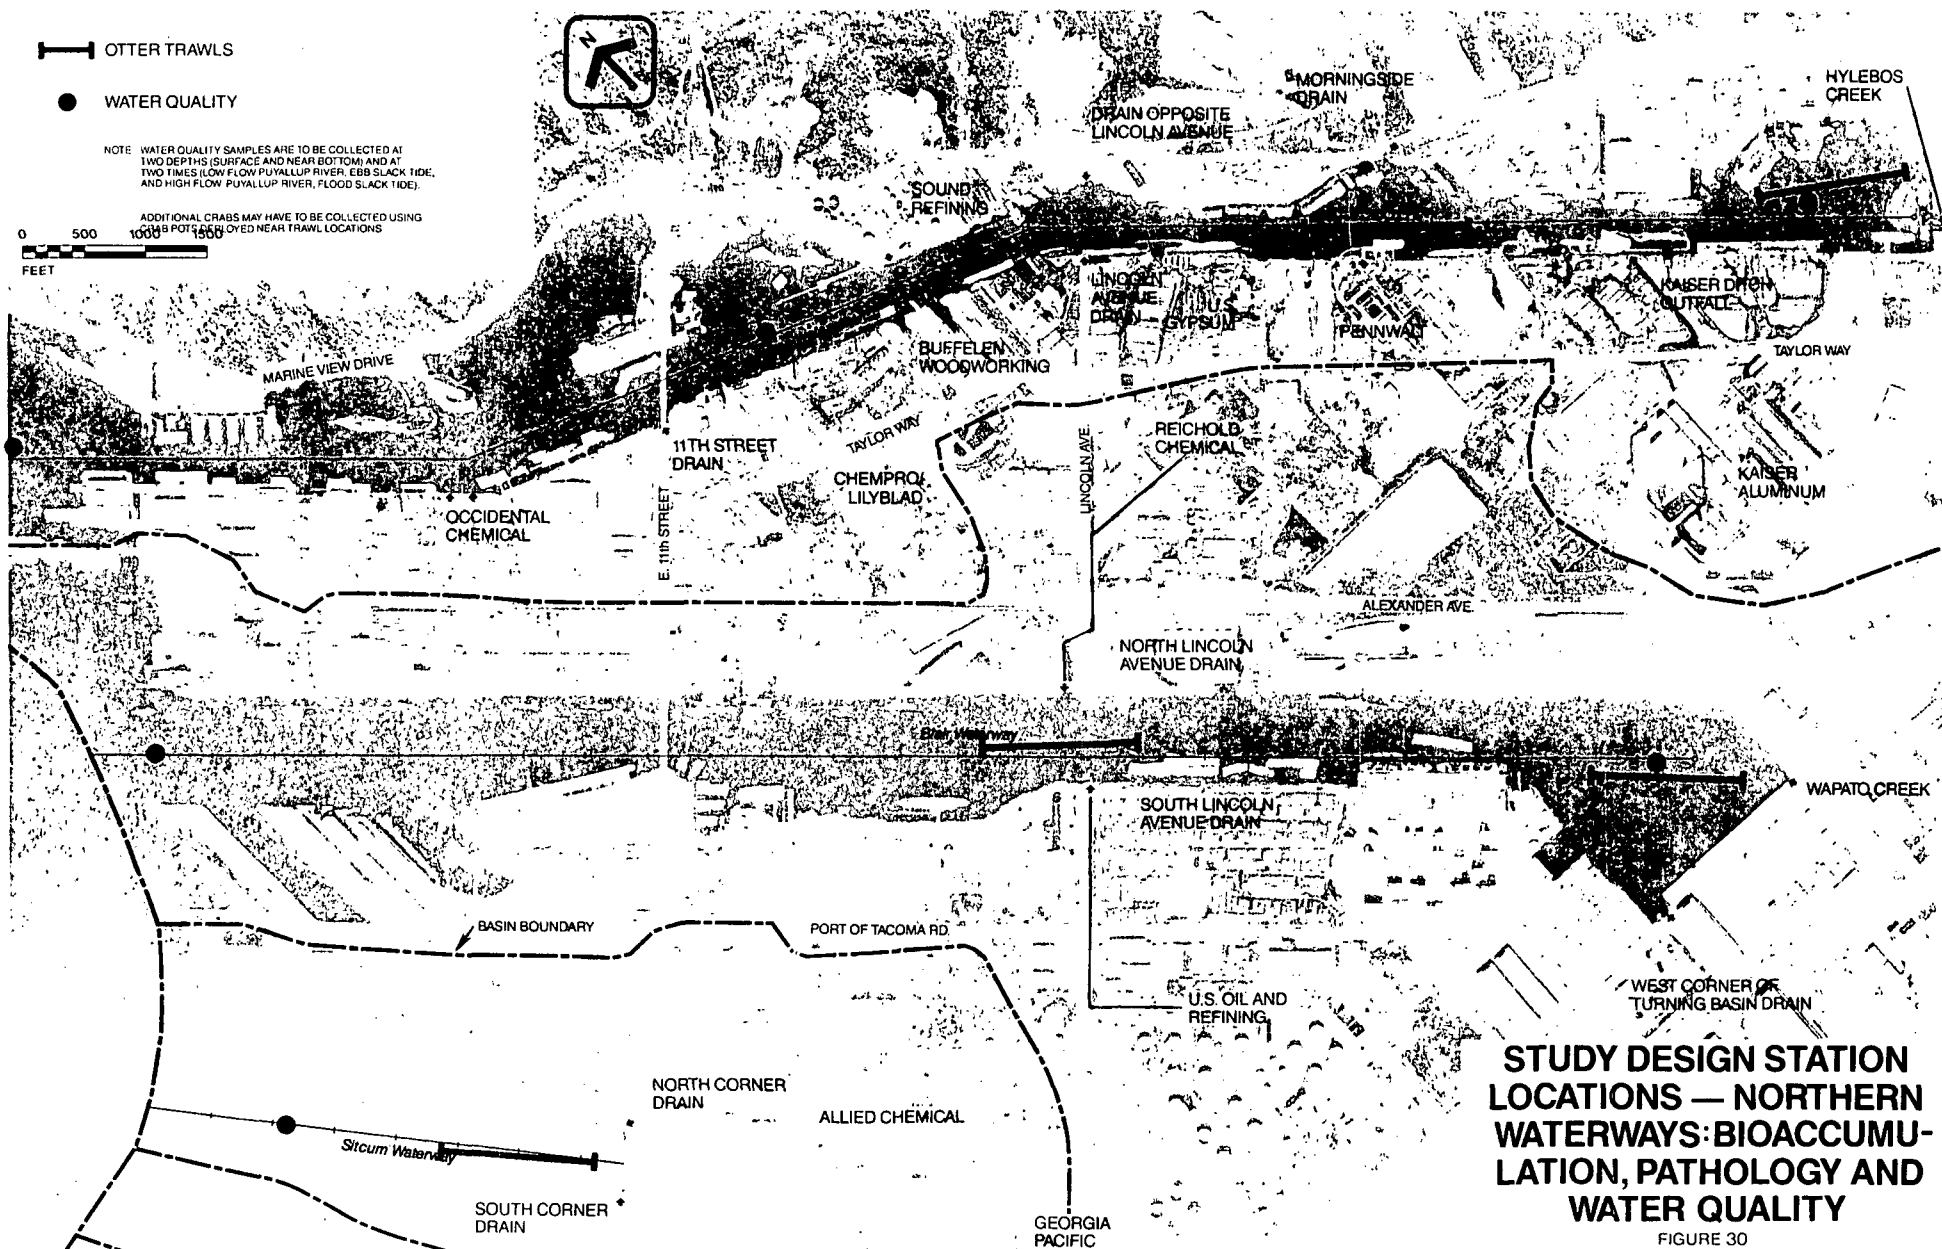 OTTER TRAWLS
WATER QUALITY
NOTE WATER QUALITY SAMPLES ARE TO BE COLLECTED AT
TWO DEPTHS (SURFACE AND NEAR BOTTOM) AND AT
TWO TIMES (LOW FLOW PUYALLUP RIVER, EBB SLACK TIDE,
AND HIGH FLOW PUYALLUP RIVER, FLOOD SLACK TIDE).
ADDITIONAL CRABS MAY HAVE TO BE COLLECTED USING
CRAB POTS DEPLOYED NEAR TRAWL LOCATIONS
0 500 1000 1500
FEET
N
MORNINGSIDE
DRAIN
HYLEBOS
CREEK
DRAIN OPPOSITE
LINCOLN AVENUE
SOUND
REFINING
LINCOLN
AVENUE
DRAIN
U.S.
GYPSUM
PENNWALT
KAISER DITCH
OUTFALL
BUFFELEN
WOODWORKING
TAYLOR WAY
MARINE VIEW DRIVE
11TH STREET
DRAIN
TAYLOR WAY
REICHOLD
CHEMICAL
LINCOLN AVE.
CHEMPRO/
LILYBLAD
KAISER
ALUMINUM
OCCIDENTAL
CHEMICAL
E. 11th STREET
ALEXANDER AVE.
NORTH LINCOLN
AVENUE DRAIN
Blair Waterway
WAPATO CREEK
SOUTH LINCOLN
AVENUE DRAIN
BASIN BOUNDARY
PORT OF TACOMA RD.
U.S. OIL AND
REFINING
WEST CORNER OF
TURNING BASIN DRAIN
NORTH CORNER
DRAIN
ALLIED CHEMICAL
Sitcum Waterway
SOUTH CORNER
DRAIN
GEORGIA
PACIFIC
STUDY DESIGN STATION
LOCATIONS — NORTHERN
WATERWAYS: BIOACCUMU-
LATION, PATHOLOGY AND
WATER QUALITY
FIGURE 30